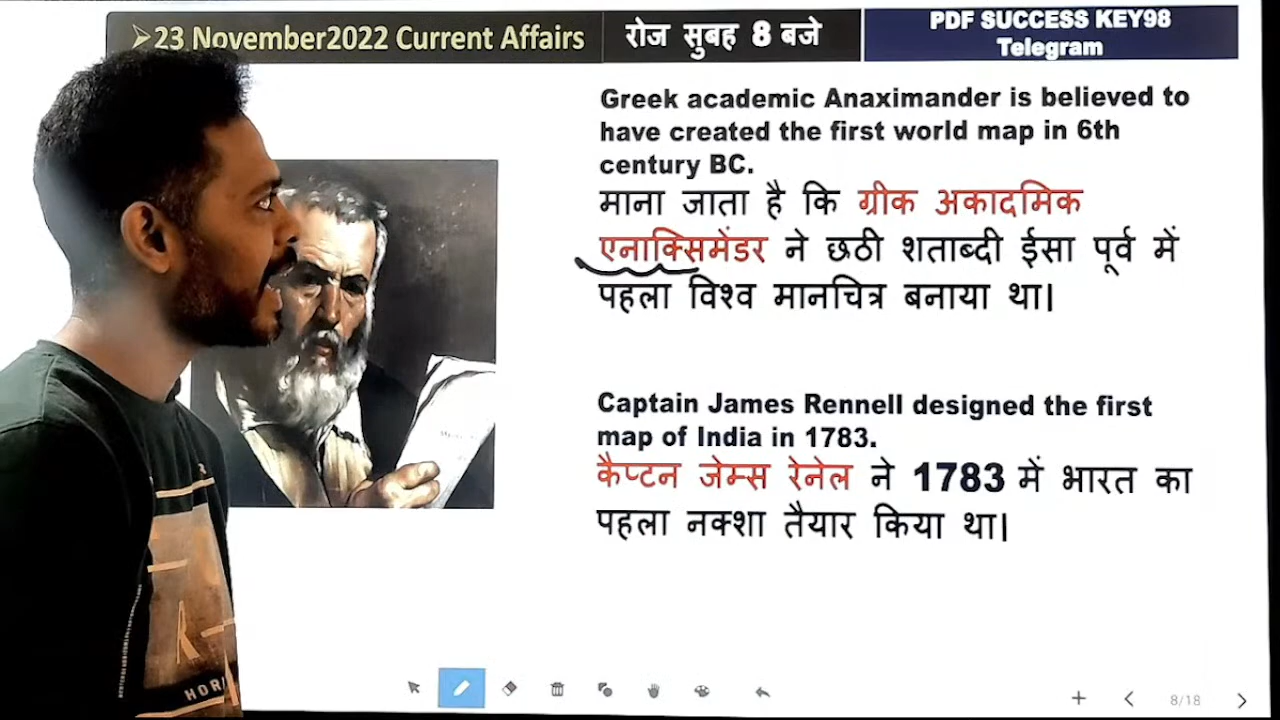 ➢23 November2022 Current Affairs
रोज सुबह 8 बजे
PDF SUCCESS KEY98
Telegram
Greek academic Anaximander is believed to
have created the first world map in 6th
century BC.
माना जाता है कि ग्रीक अकादमिक
एनाक्सिमेंडर ने छठी शताब्दी ईसा पूर्व में
पहला विश्व मानचित्र बनाया था।
Captain James Rennell designed the first
map of India in 1783.
कैप्टन जेम्स रेनेल ने 1783 में भारत का
पहला नक्शा तैयार किया था।
HOR
8/18